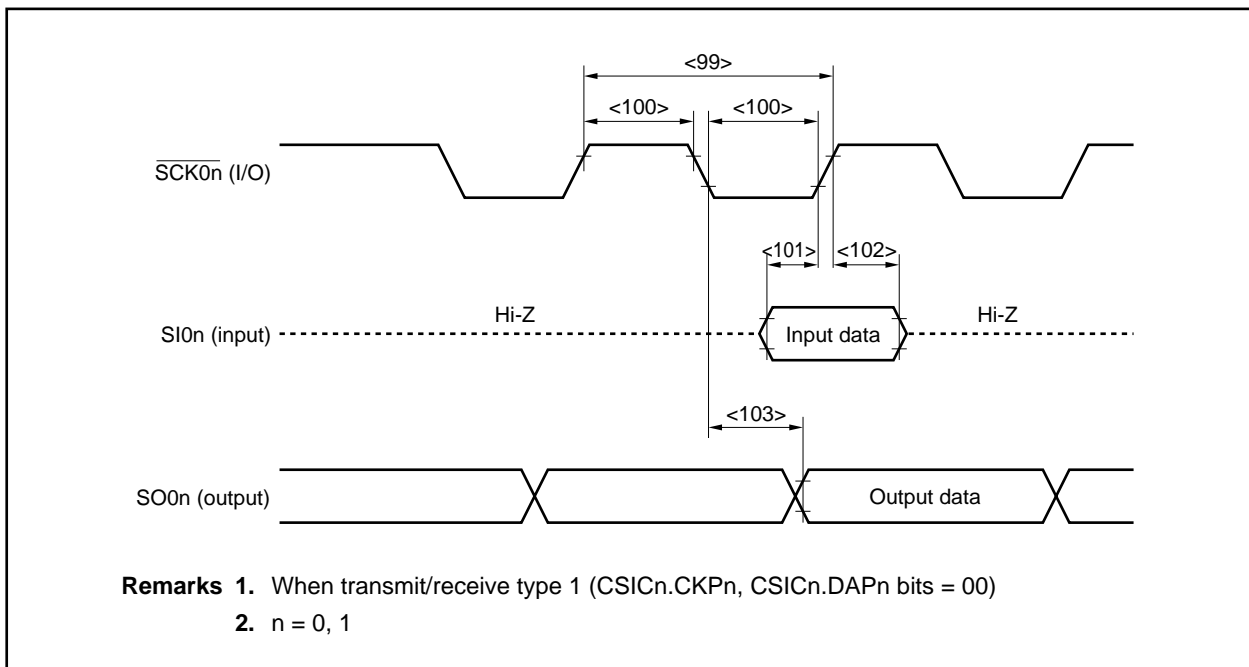 <99>
<100> <100>
SCK0n (I/O)
<101> <102>
Hi-Z Hi-Z
SI0n (input) Input data
<103>
SO0n (output) Output data
Remarks 1. When transmit/receive type 1 (CSICn.CKPn, CSICn.DAPn bits = 00)
2. n = 0, 1